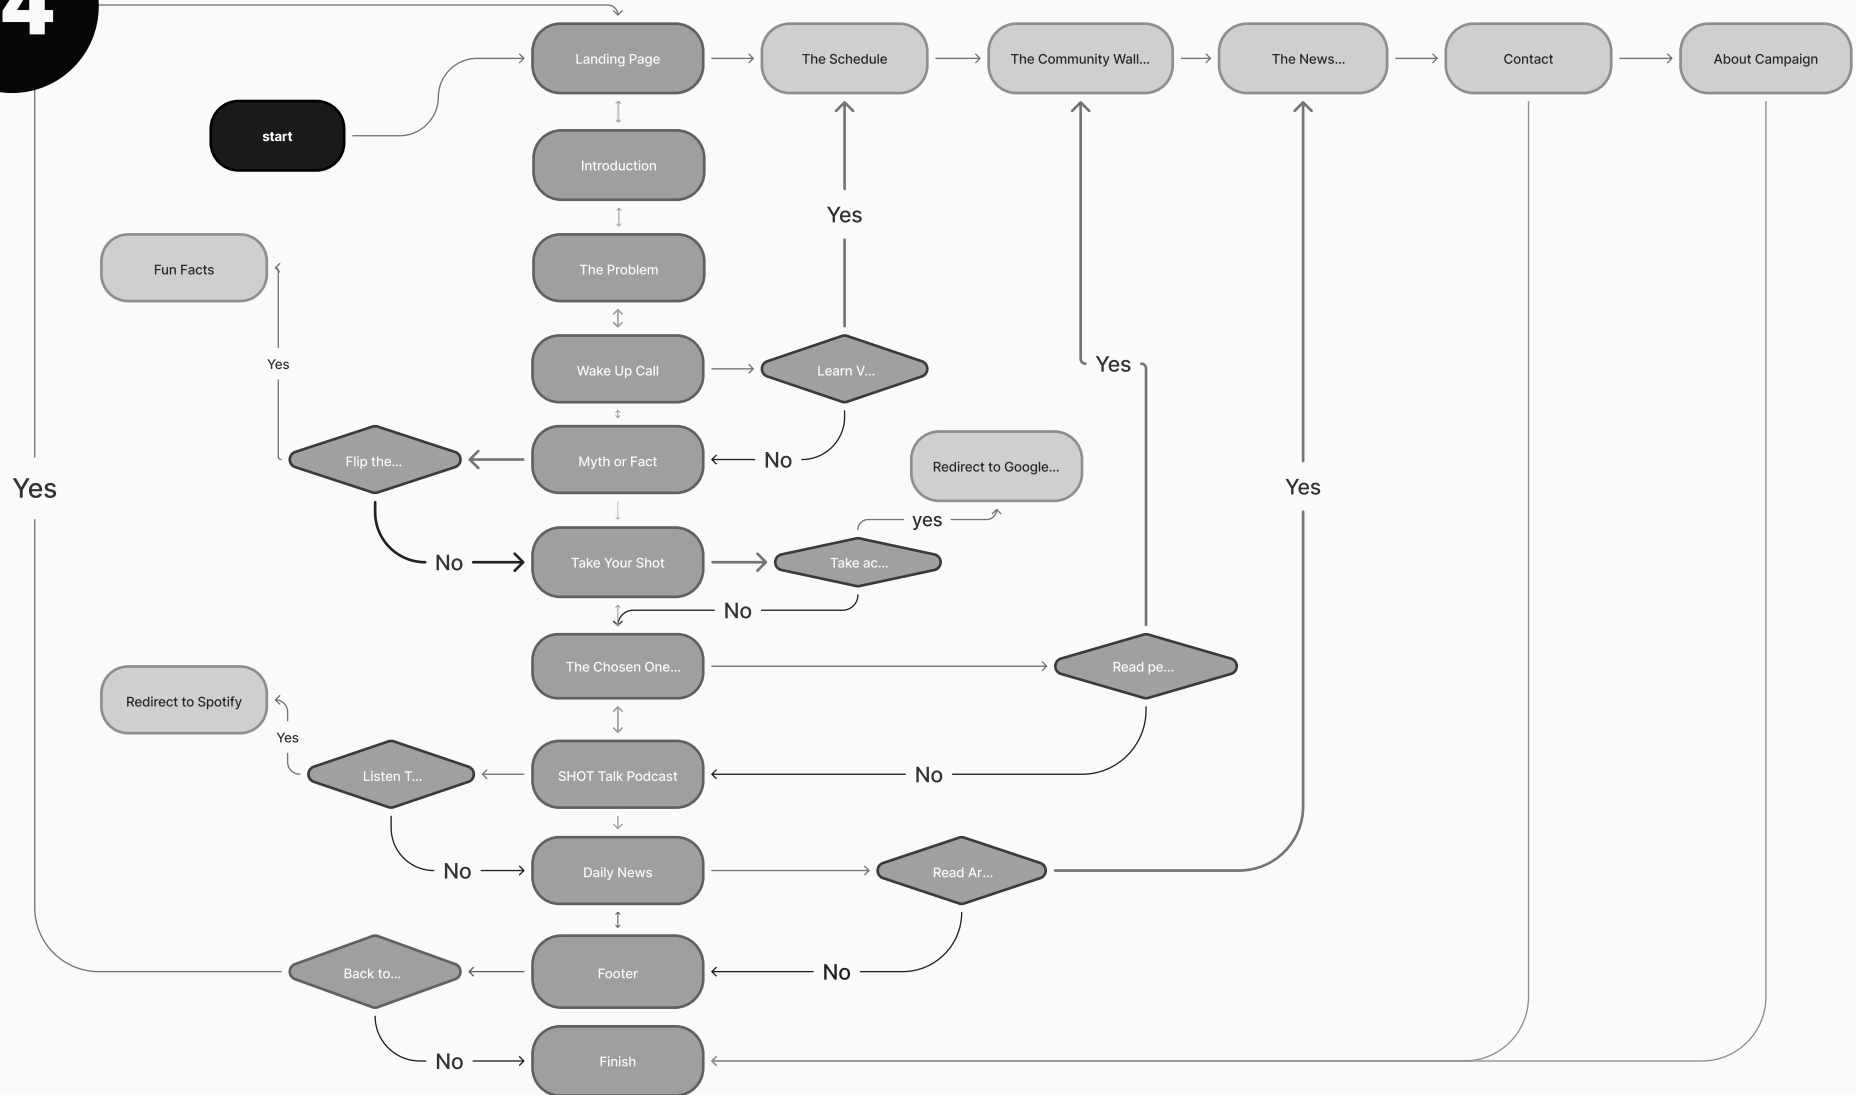 4
Landing Page
The Schedule
The Community Wall...
The News...
Contact
About Campaign
start
Introduction
Yes
Fun Facts
The Problem
Yes
Yes
Wake Up Call
Learn V...
Flip the...
Myth or Fact
No
Redirect to Google...
Yes
Yes
yes
No
Take Your Shot
Take ac...
No
The Chosen One...
Read pe...
Redirect to Spotify
Yes
Listen T...
SHOT Talk Podcast
No
No
Daily News
Read Ar...
Back to...
Footer
No
No
Finish